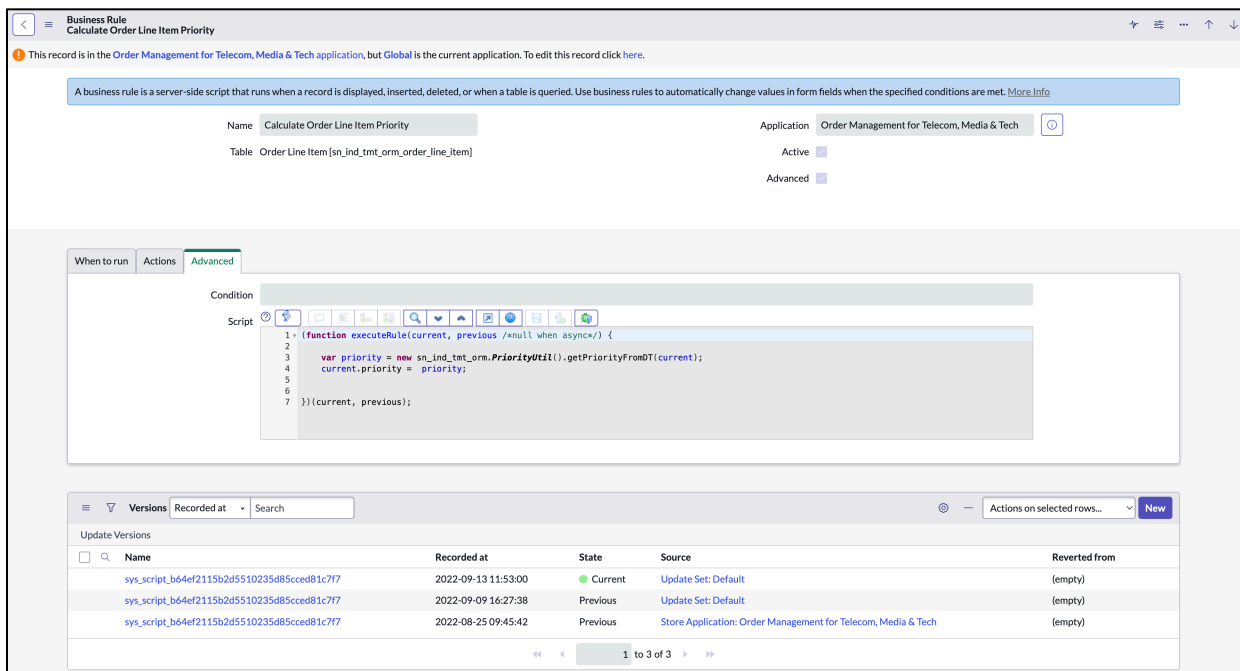 Business Rule
Calculate Order Line Item Priority
This record is in the Order Management for Telecom, Media & Tech application, but Global is the current application. To edit this record click here.
A business rule is a server-side script that runs when a record is displayed, inserted, deleted, or when a table is queried. Use business rules to automatically change values in form fields when the specified conditions are met. More Info
Name Calculate Order Line Item Priority Application Order Management for Telecom, Media & Tech
Table Order Line Item [sn_ind_tmt_orm_order_line_item] Active
Advanced
When to run Actions Advanced
Condition
Script
1 (function executeRule(current, previous /*null when async*/) {
2
3 var priority = new sn_ind_tmt_orm.PriorityUtil().getPriorityFromDT(current);
4 current.priority = priority;
5
6
7 })(current, previous);
Versions Recorded at Search Actions on selected rows... New
Update Versions
Name Recorded at State Source Reverted from
sys_script_b64ef2115b2d5510235d85cced81c7f7 2022-09-13 11:53:00 Current Update Set: Default (empty)
sys_script_b64ef2115b2d5510235d85cced81c7f7 2022-09-09 16:27:38 Previous Update Set: Default (empty)
sys_script_b64ef2115b2d5510235d85cced81c7f7 2022-08-25 09:45:42 Previous Store Application: Order Management for Telecom, Media & Tech (empty)
1 to 3 of 3